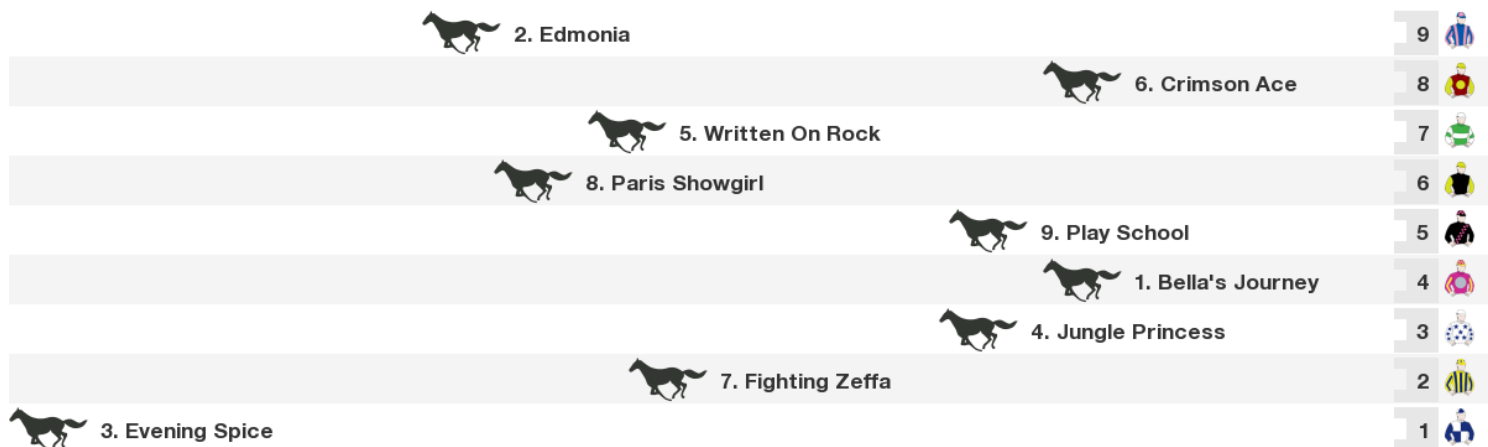 2. Edmonia 9
6. Crimson Ace 8
5. Written On Rock 7
8. Paris Showgirl 6
9. Play School 5
1. Bella's Journey 4
4. Jungle Princess 3
7. Fighting Zeffa 2
3. Evening Spice 1